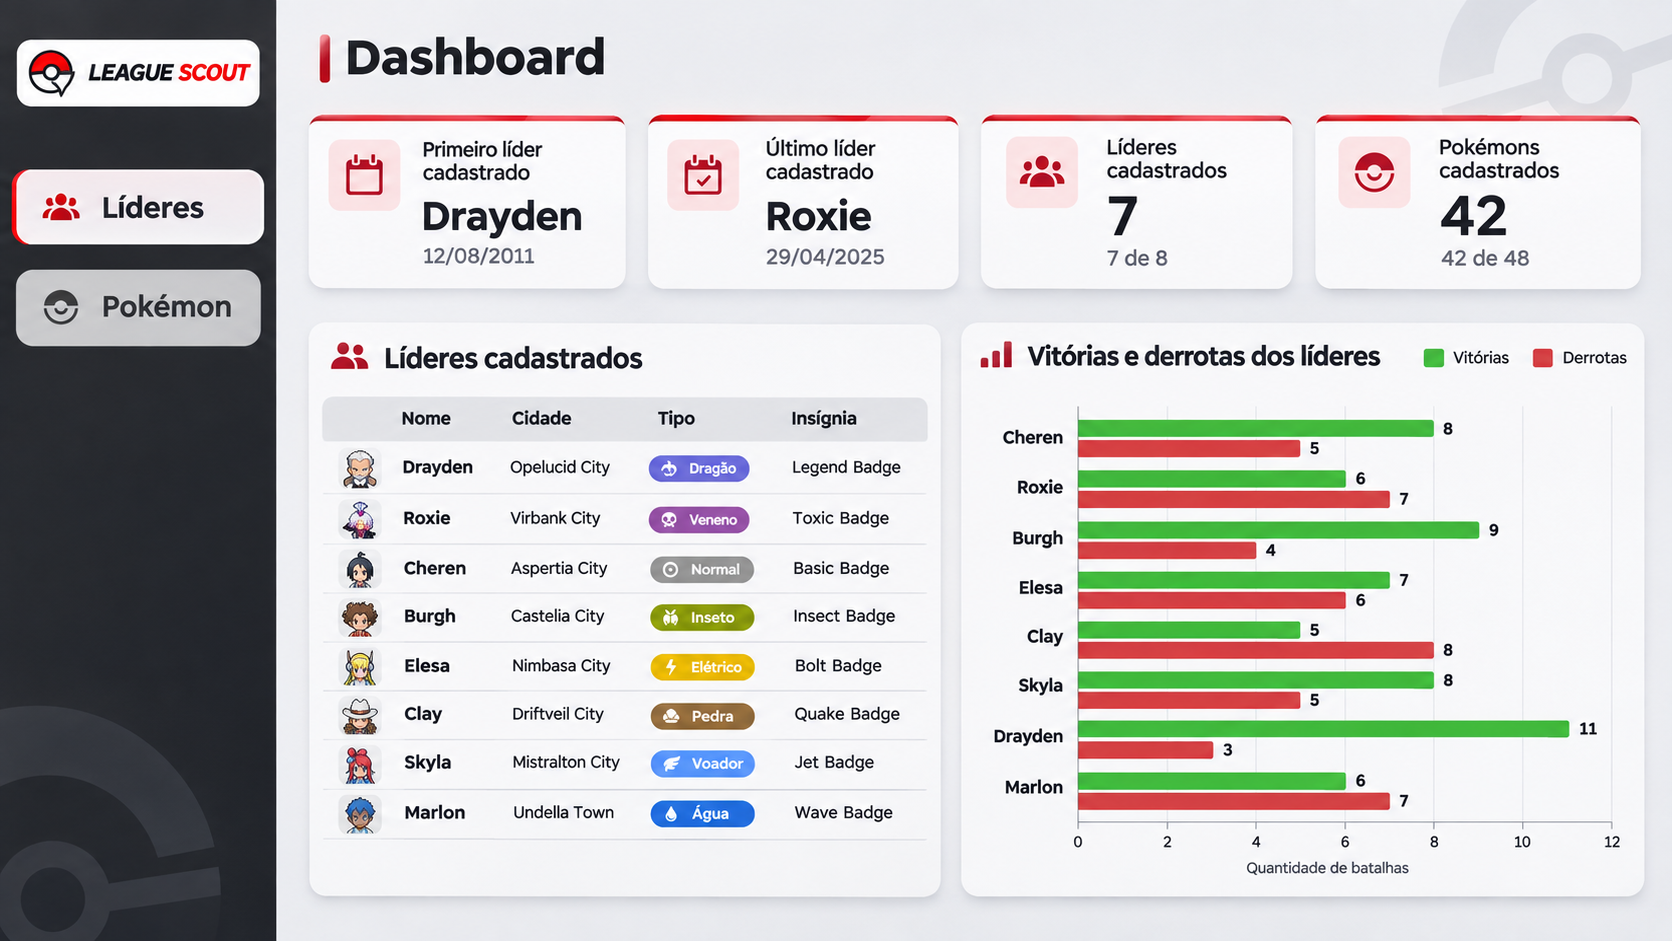 LEAGUE SCOUT
Líderes
Pokémon
Dashboard
Primeiro líder
cadastrado
Drayden
12/08/2011
Último líder
cadastrado
Roxie
29/04/2025
Líderes
cadastrados
7
7 de 8
Pokémons
cadastrados
42
42 de 48
Líderes cadastrados
Nome Cidade Tipo Insígnia
Drayden Opelucid City Dragão Legend Badge
Roxie Virbank City Veneno Toxic Badge
Cheren Aspertia City Normal Basic Badge
Burgh Castelia City Inseto Insect Badge
Elesa Nimbasa City Elétrico Bolt Badge
Clay Driftveil City Pedra Quake Badge
Skyla Mistralton City Voador Jet Badge
Marlon Undella Town Água Wave Badge
Vitórias e derrotas dos líderes
Vitórias Derrotas
Cheren 8
5
Roxie 6
7
Burgh 9
4
Elesa 7
6
Clay 5
8
Skyla 8
5
Drayden 11
3
Marlon 6
7
0 2 4 6 8 10 12
Quantidade de batalhas